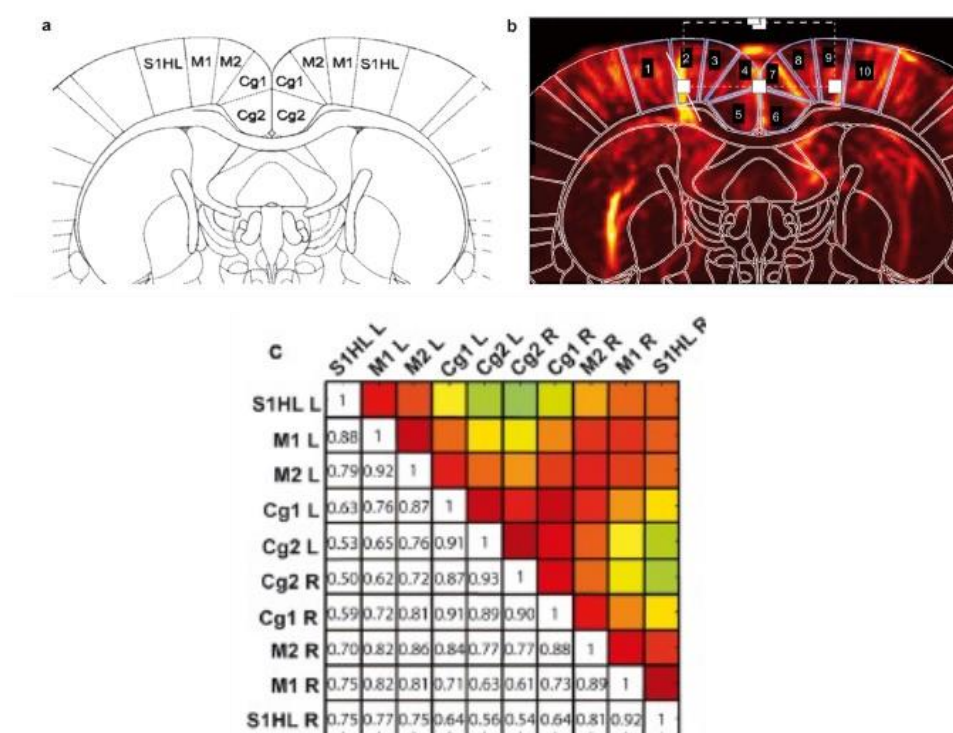 a
S1HL M1 M2 Cg1 Cg1 M2 M1 S1HL
Cg2 Cg2
b
1 2 3 4 7 8 9 10
5 6
c
S1HL L M1 L M2 L Cg1 L Cg2 L Cg2 R Cg1 R M2 R M1 R S1HL R
S1HL L 1
M1 L 0.88 1
M2 L 0.79 0.92 1
Cg1 L 0.63 0.76 0.87 1
Cg2 L 0.53 0.65 0.76 0.91 1
Cg2 R 0.50 0.62 0.72 0.87 0.93 1
Cg1 R 0.59 0.72 0.81 0.91 0.89 0.90 1
M2 R 0.70 0.82 0.86 0.84 0.77 0.77 0.88 1
M1 R 0.75 0.82 0.81 0.71 0.63 0.61 0.73 0.89 1
S1HL R 0.75 0.77 0.75 0.64 0.56 0.54 0.64 0.81 0.92 1